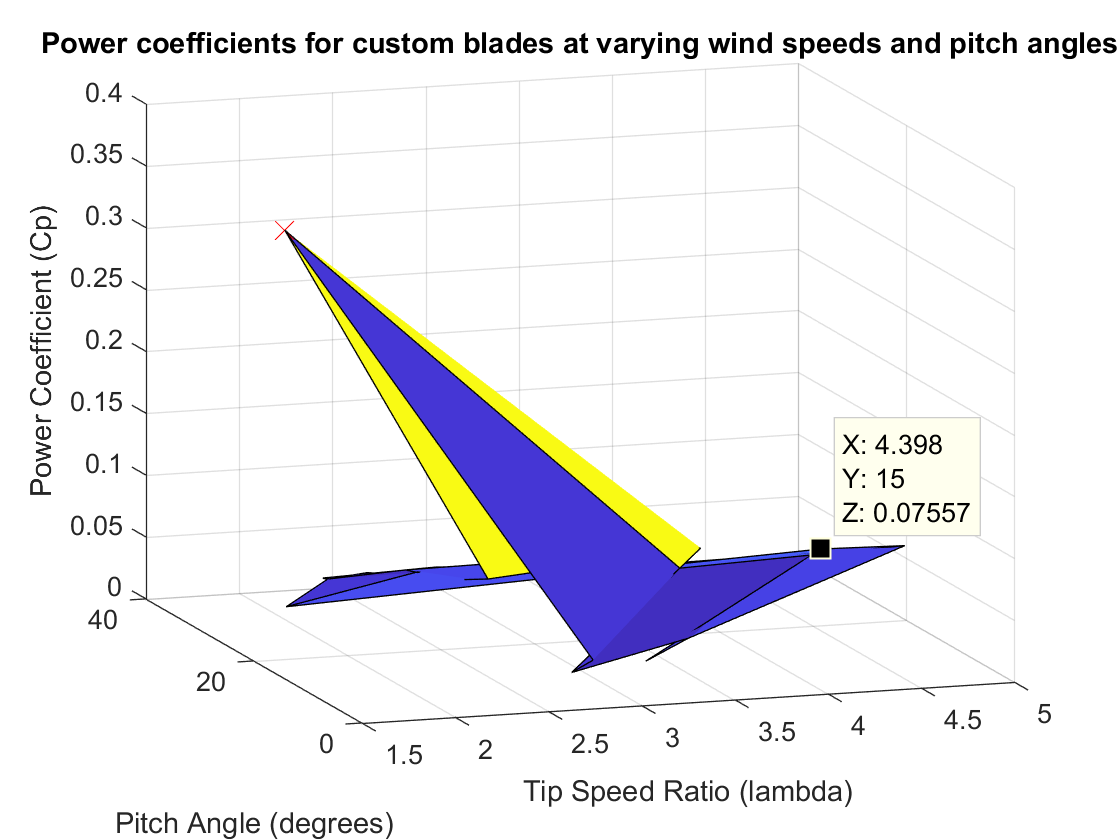 Power coefficients for custom blades at varying wind speeds and pitch angles
0.4
0.35
0.3
0.25
0.2
0.15
0.1
0.05
0
Power Coefficient (Cp)
X: 4.398
Y: 15
Z: 0.07557
40
20
0
1.5
2
2.5
3
3.5
4
4.5
5
Tip Speed Ratio (lambda)
Pitch Angle (degrees)